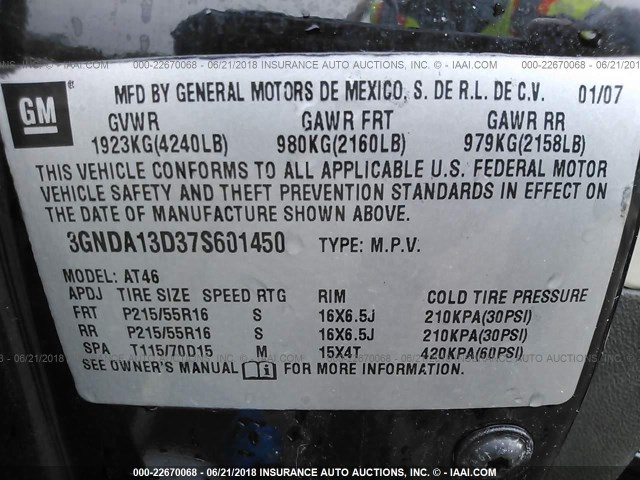 000-22670068 - 06/21/2018 INSURANCE AUTO AUCTIONS, INC. - © - IAAI.COM
GM ®
MFD BY GENERAL MOTORS DE MEXICO, S. DE R.L. DE C.V. 01/07
GVWR GAWR FRT GAWR RR
1923KG(4240LB) 980KG(2160LB) 979KG(2158LB)
THIS VEHICLE CONFORMS TO ALL APPLICABLE U.S. FEDERAL MOTOR
VEHICLE SAFETY AND THEFT PREVENTION STANDARDS IN EFFECT ON
THE DATE OF MANUFACTURE SHOWN ABOVE.
3GNDA13D37S601450 TYPE: M.P.V.
MODEL: AT46
APDJ TIRE SIZE SPEED RTG RIM COLD TIRE PRESSURE
FRT P215/55R16 S 16X6.5J 210KPA(30PSI)
RR P215/55R16 S 16X6.5J 210KPA(30PSI)
SPA T115/70D15 M 15X4T 420KPA(60PSI)
SEE OWNER'S MANUAL FOR MORE INFORMATION.
000-22670068 - 06/21/2018 INSURANCE AUTO AUCTIONS, INC. - © - IAAI.COM